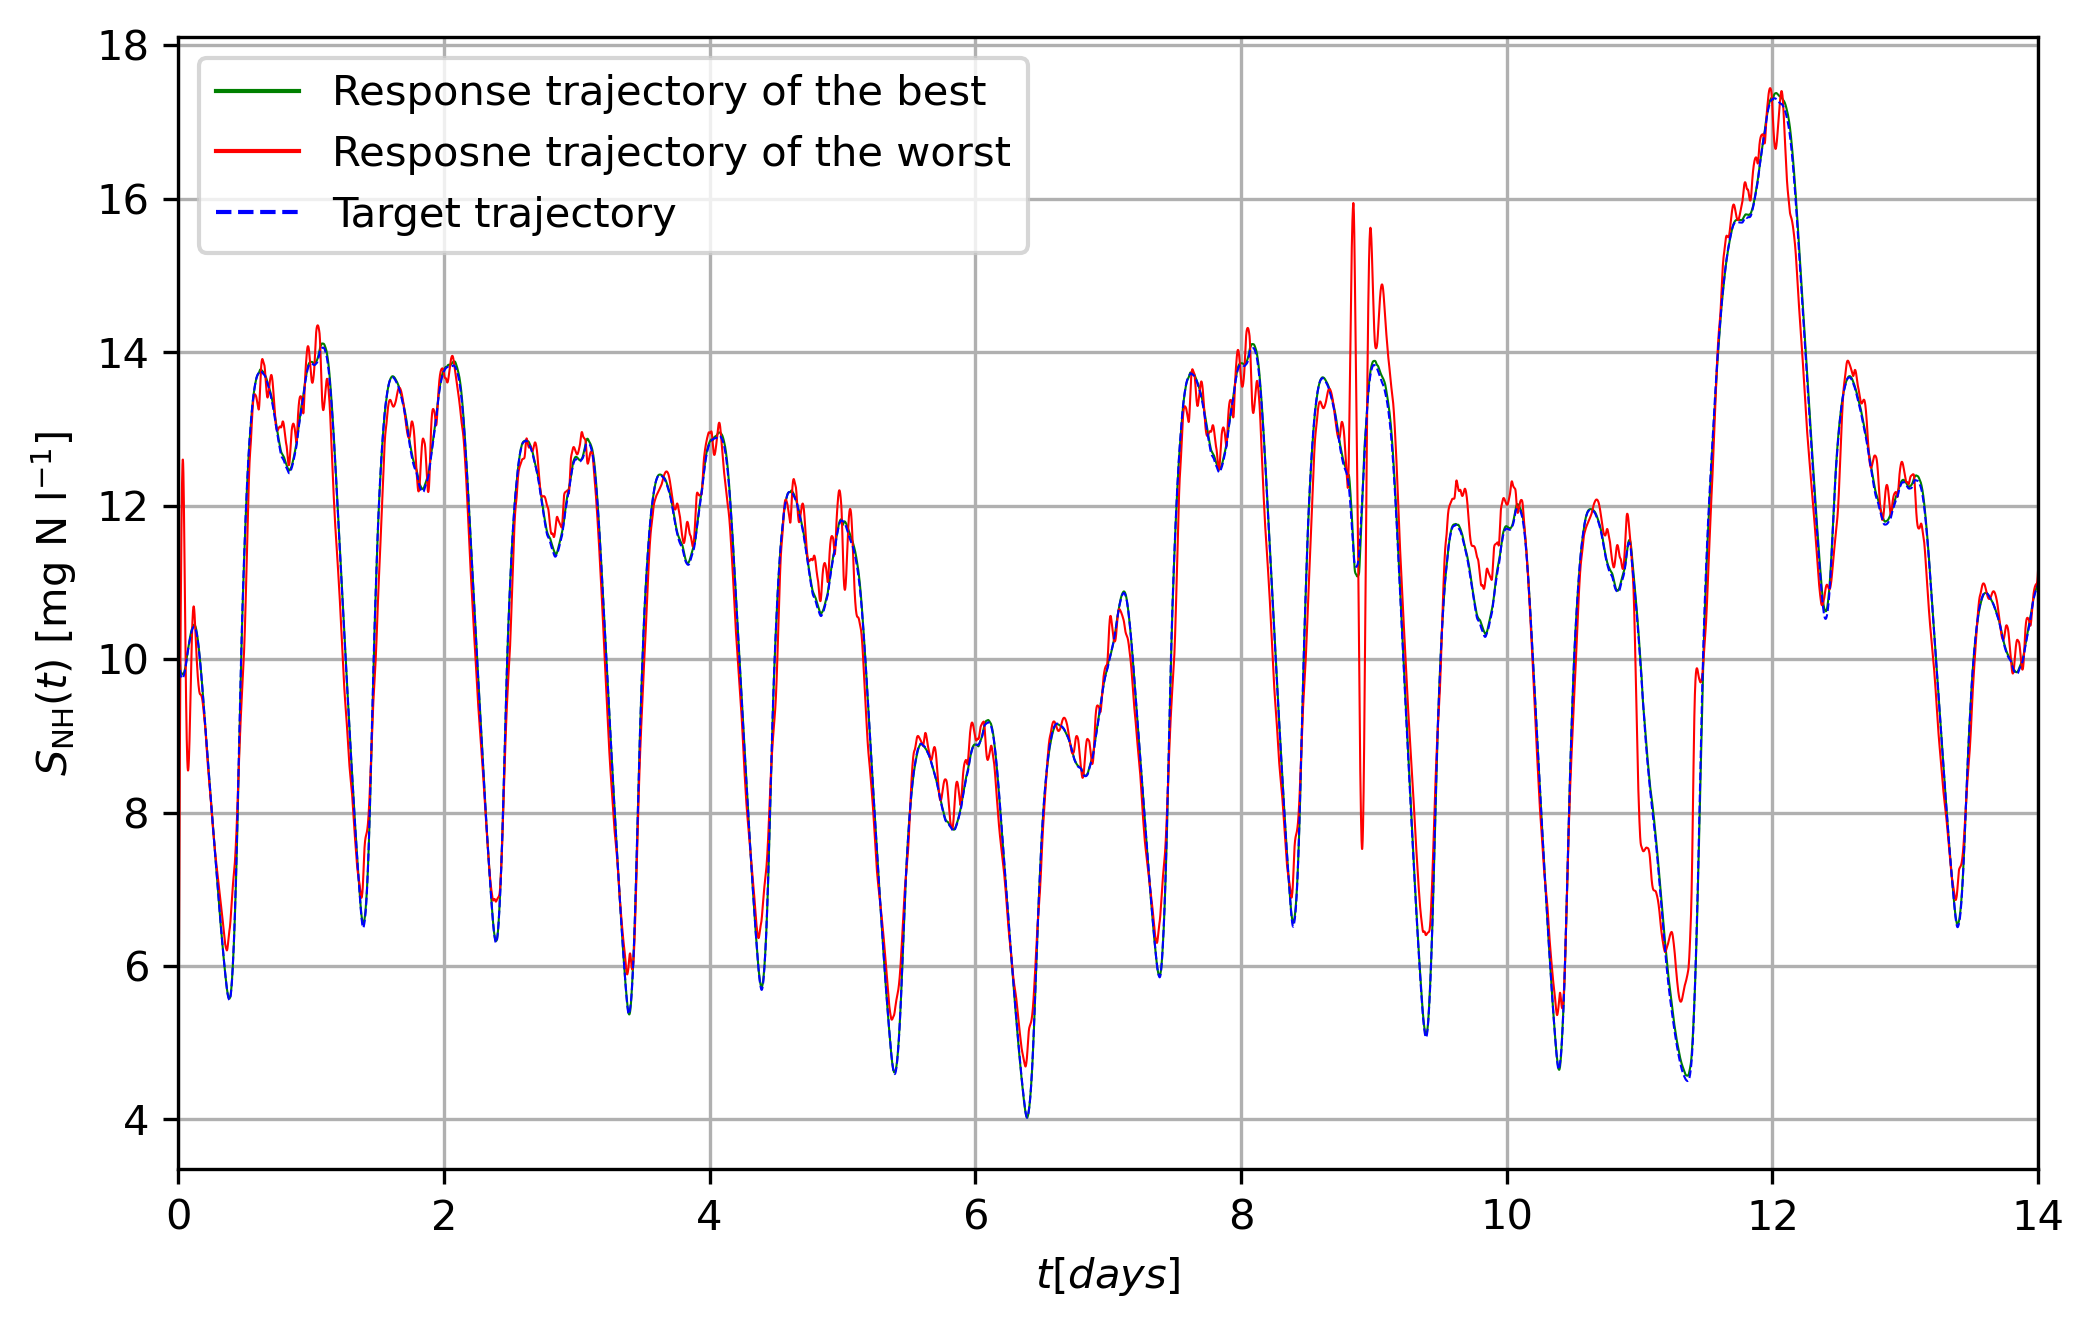 18
16
14
12
10
8
6
4
S_NH(t) [mg N l⁻¹]
Response trajectory of the best
Resposne trajectory of the worst
Target trajectory
0 2 4 6 8 10 12 14
t[days]